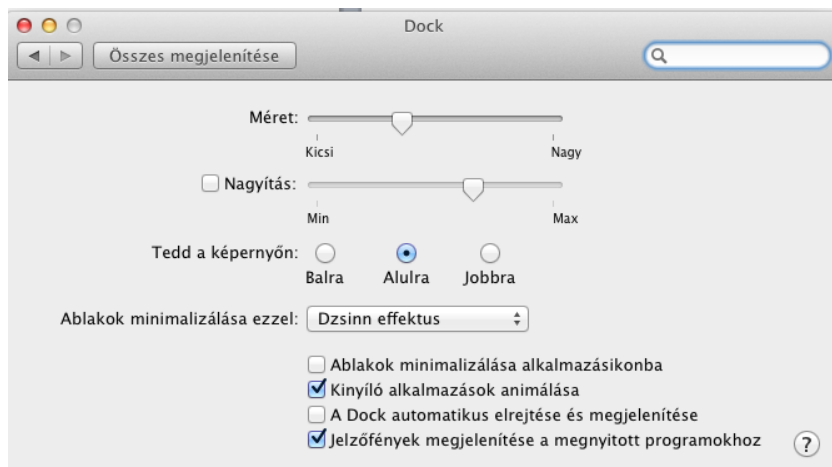 Dock
Összes megjelenítése
Méret:
Kicsi Nagy
Nagyítás:
Min Max
Tedd a képernyőn:
Balra Alulra Jobbra
Ablakok minimalizálása ezzel: Dzsinn effektus
Ablakok minimalizálása alkalmazásikonba
Kinyíló alkalmazások animálása
A Dock automatikus elrejtése és megjelenítése
Jelzőfények megjelenítése a megnyitott programokhoz ?